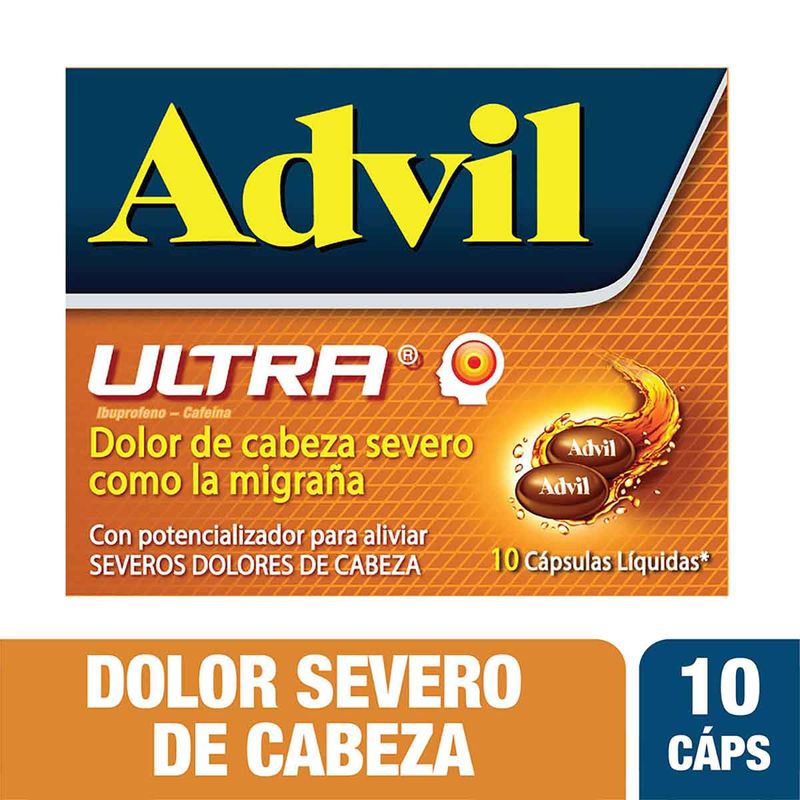 Advil
ULTRA®
Ibuprofeno – Cafeína
Dolor de cabeza severo
como la migraña
Con potencializador para aliviar
SEVEROS DOLORES DE CABEZA
Advil
Advil
10 Cápsulas Líquidas*
DOLOR SEVERO
DE CABEZA
10
CÁPS